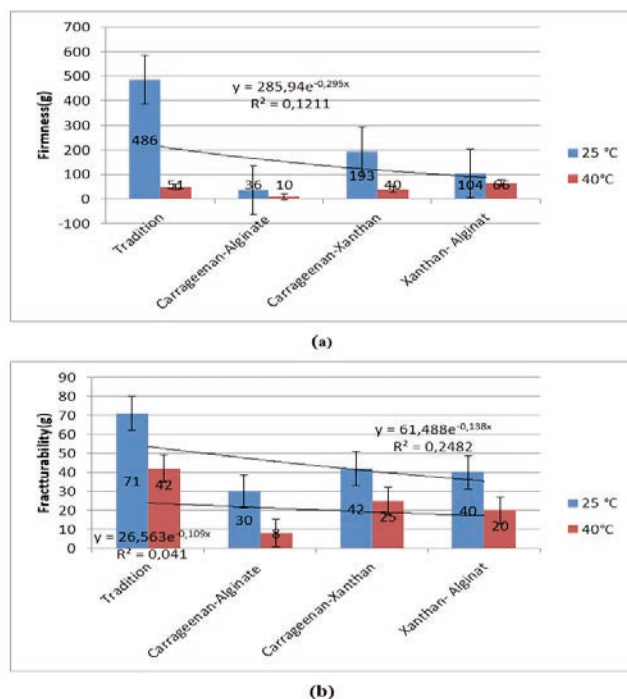 700
600
500
400
300
200
100
0
-100
Firmness(g)
y = 285,94e-0,295x
R² = 0,1211
486
51
36
10
193
40
104
66
Tradition
Carrageenan-Alginate
Carrageenan-Xanthan
Xanthan- Alginat
25 °C
40°C
(a)
90
80
70
60
50
40
30
20
10
0
Fractturability(g)
y = 61,488e-0,138x
R² = 0,2482
71
42
30
8
42
25
40
20
y = 26,563e-0,109x
R² = 0,041
Tradition
Carrageenan-Alginate
Carrageenan-Xanthan
Xanthan- Alginat
25 °C
40°C
(b)